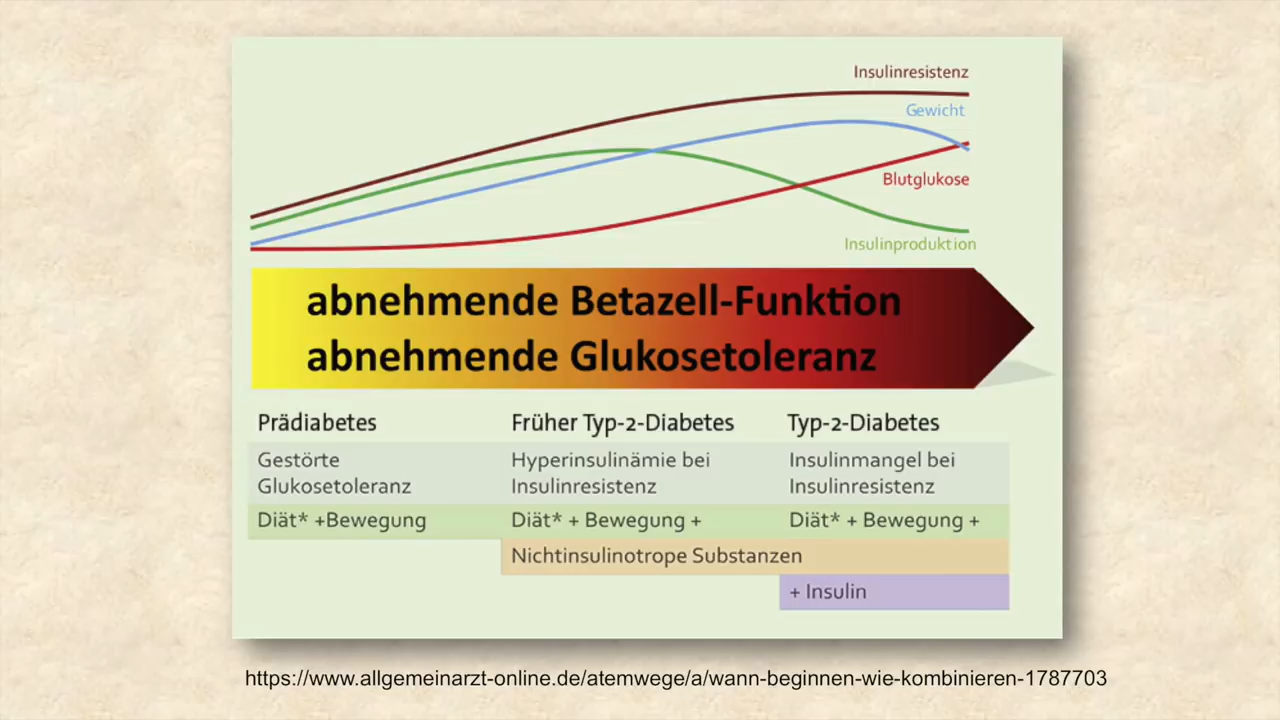 Insulinresistenz
Gewicht
Blutglukose
Insulinproduktion
abnehmende Betazell-Funktion
abnehmende Glukosetoleranz
Prädiabetes
Früher Typ-2-Diabetes
Typ-2-Diabetes
Gestörte
Glukosetoleranz
Hyperinsulinämie bei
Insulinresistenz
Insulinmangel bei
Insulinresistenz
Diät* +Bewegung
Diät* + Bewegung +
Diät* + Bewegung +
Nichtinsulinotrope Substanzen
+ Insulin
https://www.allgemeinarzt-online.de/atemwege/a/wann-beginnen-wie-kombinieren-1787703